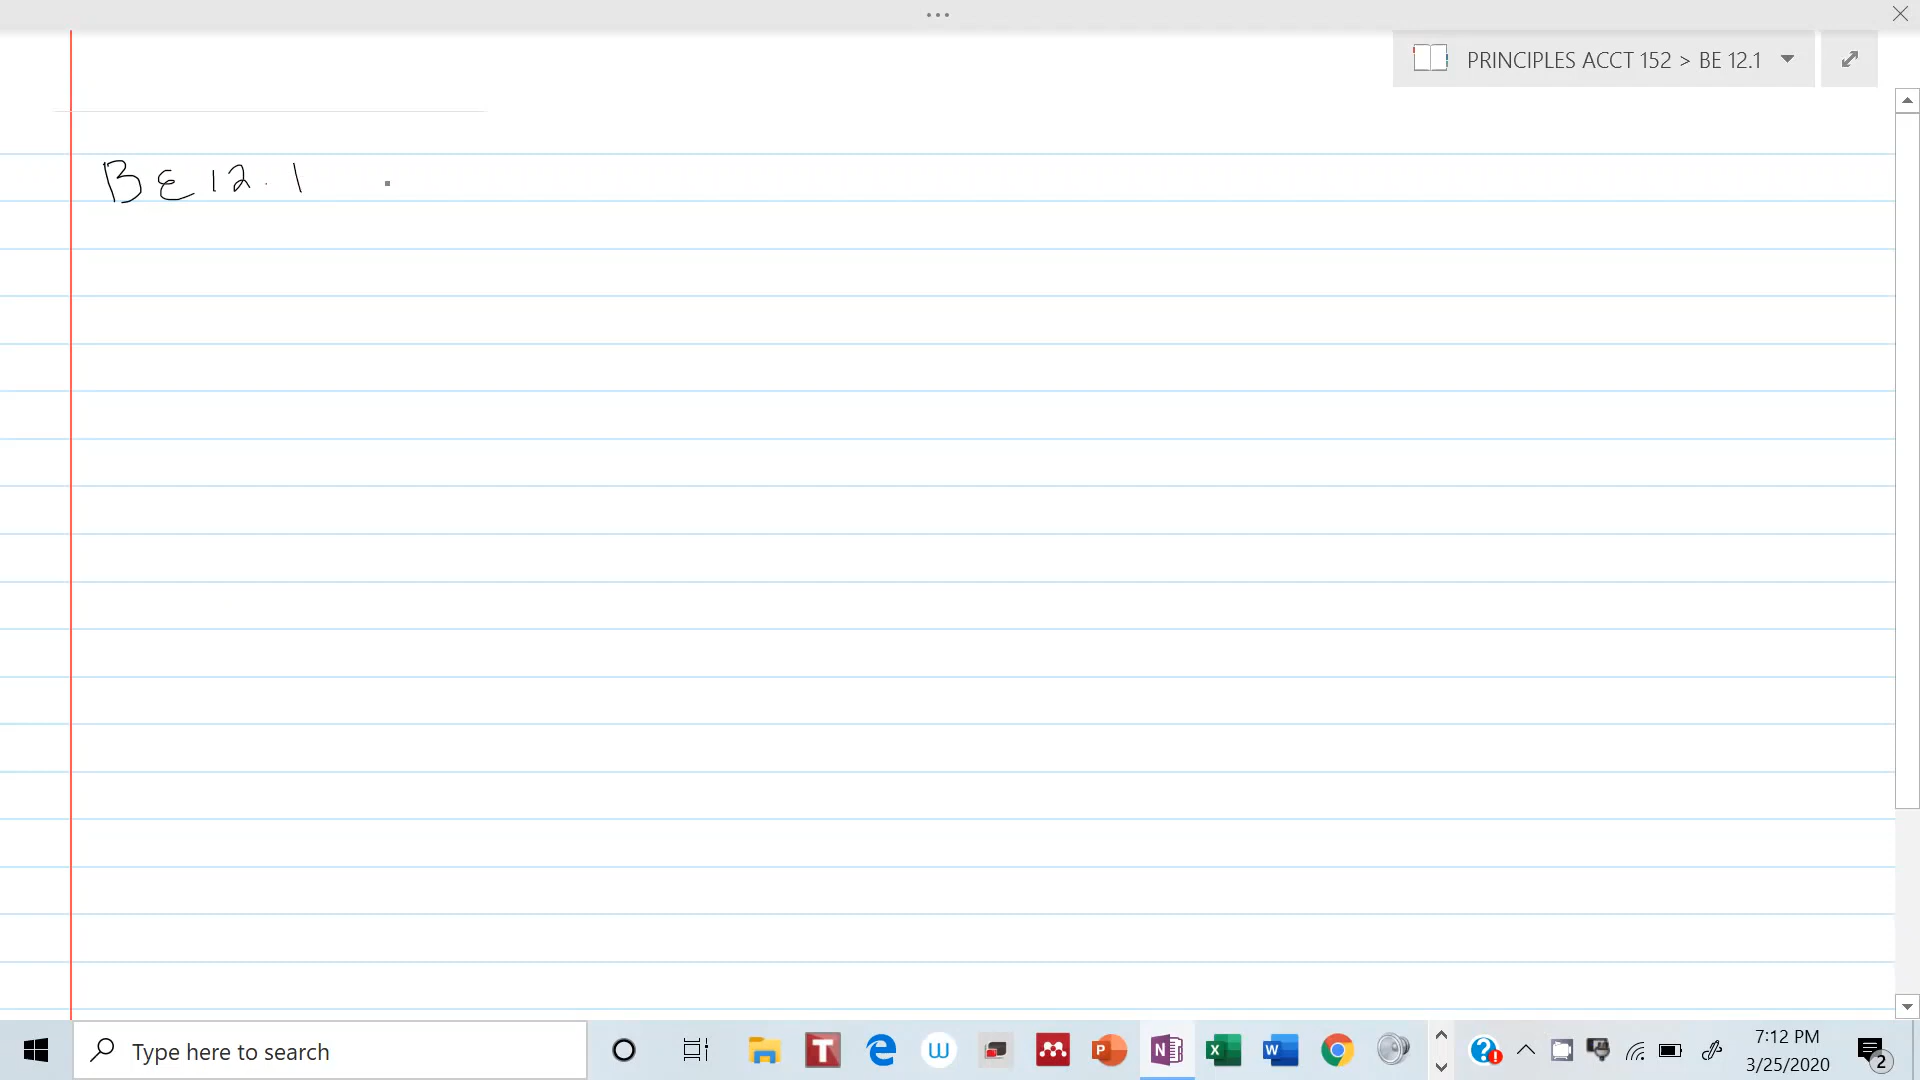 PRINCIPLES ACCT 152 > BE 12.1
BE 12.1
Type here to search
7:12 PM
3/25/2020
2